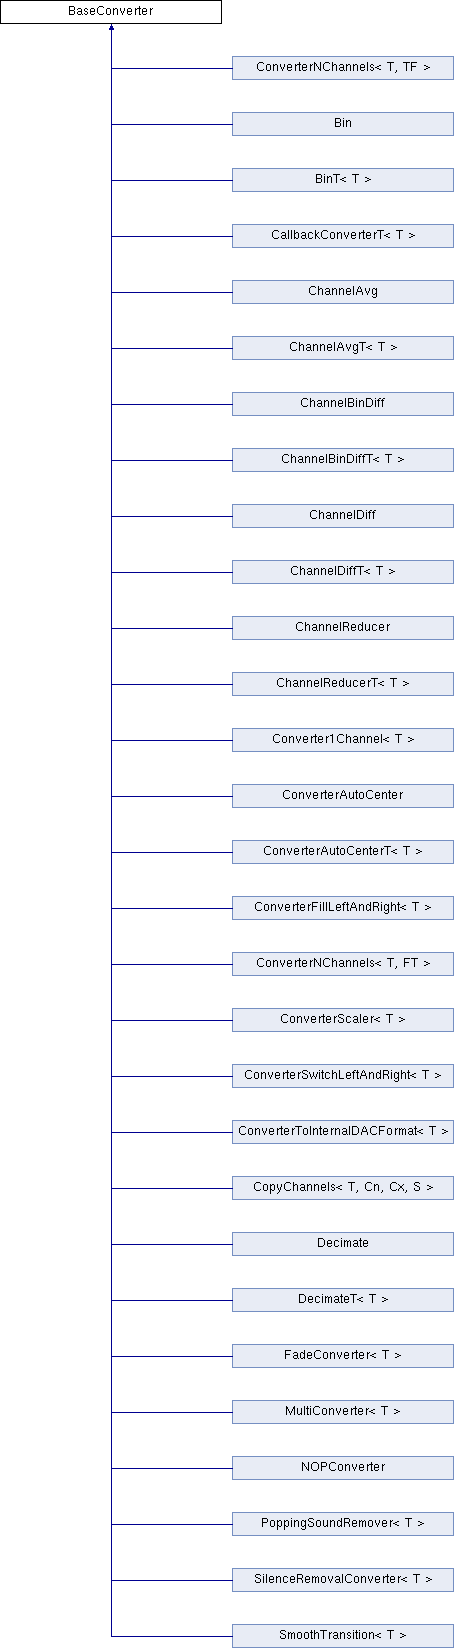 BaseConverter
ConverterNChannels< T, TF >
Bin
BinT< T >
CallbackConverterT< T >
ChannelAvg
ChannelAvgT< T >
ChannelBinDiff
ChannelBinDiffT< T >
ChannelDiff
ChannelDiffT< T >
ChannelReducer
ChannelReducerT< T >
Converter1Channel< T >
ConverterAutoCenter
ConverterAutoCenterT< T >
ConverterFillLeftAndRight< T >
ConverterNChannels< T, FT >
ConverterScaler< T >
ConverterSwitchLeftAndRight< T >
ConverterToInternalDACFormat< T >
CopyChannels< T, Cn, Cx, S >
Decimate
DecimateT< T >
FadeConverter< T >
MultiConverter< T >
NOPConverter
PoppingSoundRemover< T >
SilenceRemovalConverter< T >
SmoothTransition< T >